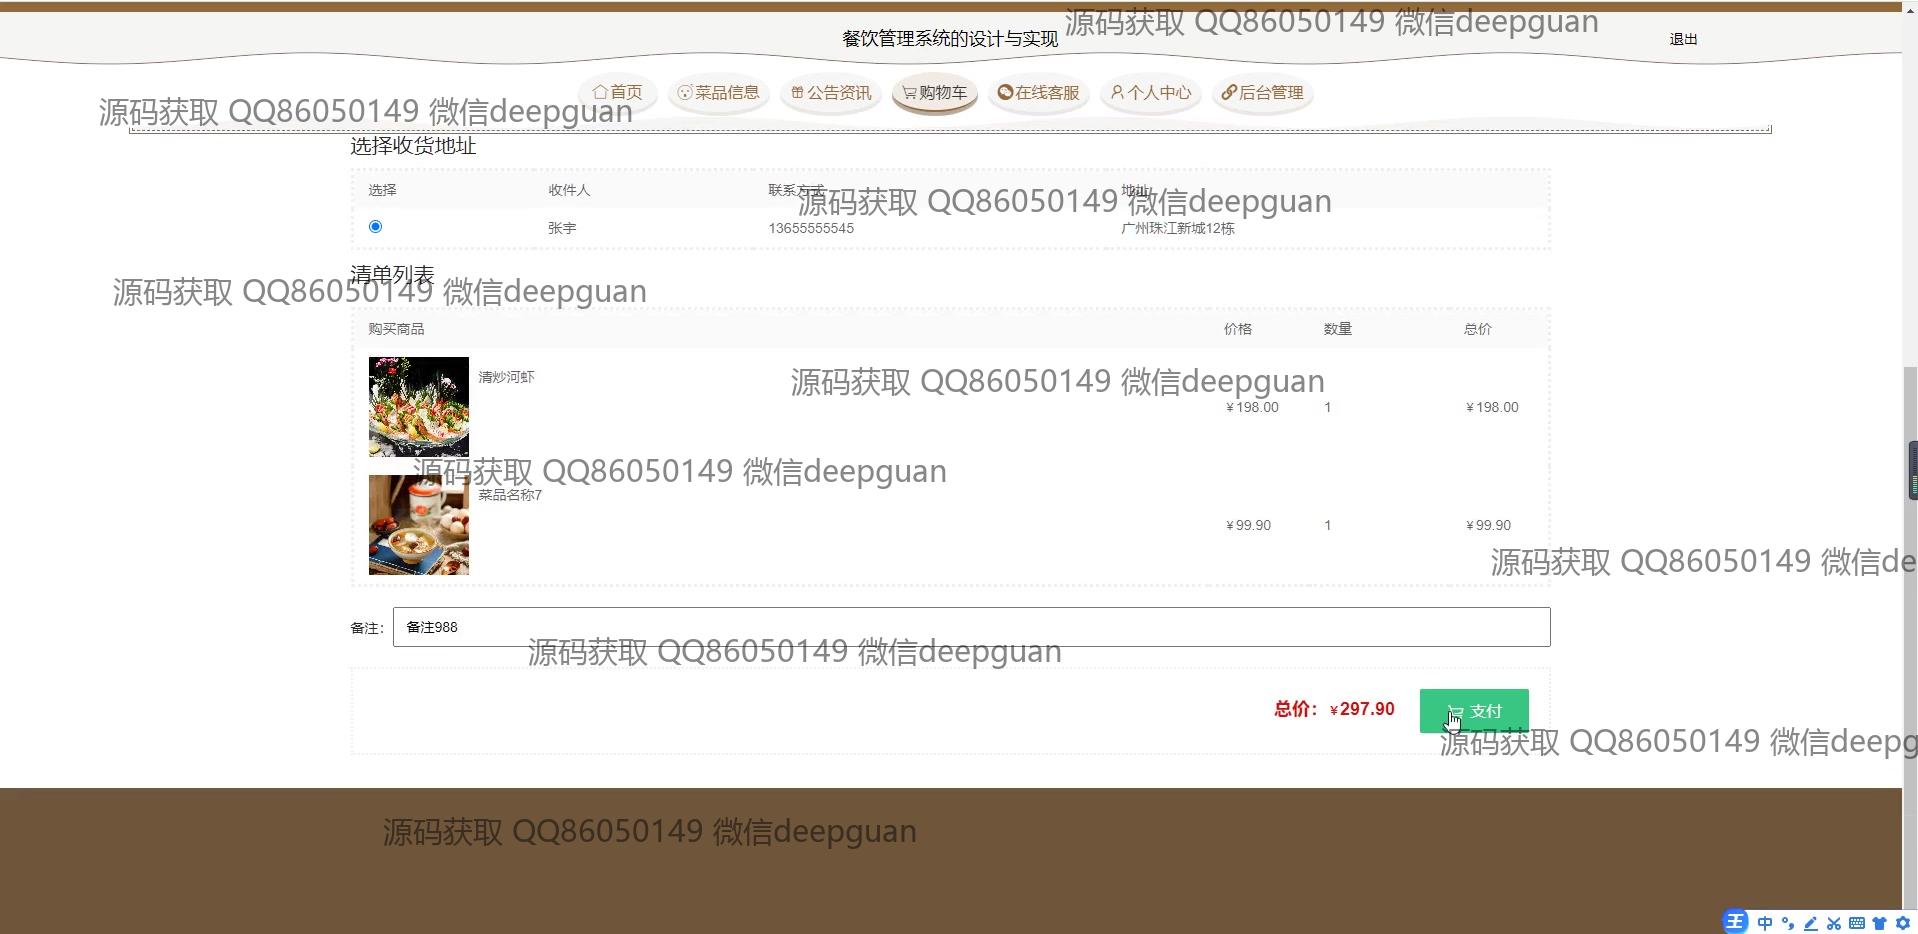 源码获取 QQ86050149 微信deepguan
餐饮管理系统的设计与实现
退出
首页
菜品信息
公告资讯
购物车
在线客服
个人中心
后台管理
源码获取 QQ86050149 微信deepguan
选择收货地址
选择 收件人 联系方式 地址
源码获取 QQ86050149 微信deepguan
张宇 13655555545 广州珠江新城12栋
清单列表
源码获取 QQ86050149 微信deepguan
购买商品 价格 数量 总价
清炒河虾
源码获取 QQ86050149 微信deepguan
¥198.00 1 ¥198.00
源码获取 QQ86050149 微信deepguan
菜品名称7
¥99.90 1 ¥99.90
源码获取 QQ86050149 微信de
备注: 备注988
源码获取 QQ86050149 微信deepguan
总价：¥297.90
支付
源码获取 QQ86050149 微信deepg
源码获取 QQ86050149 微信deepguan
王 中